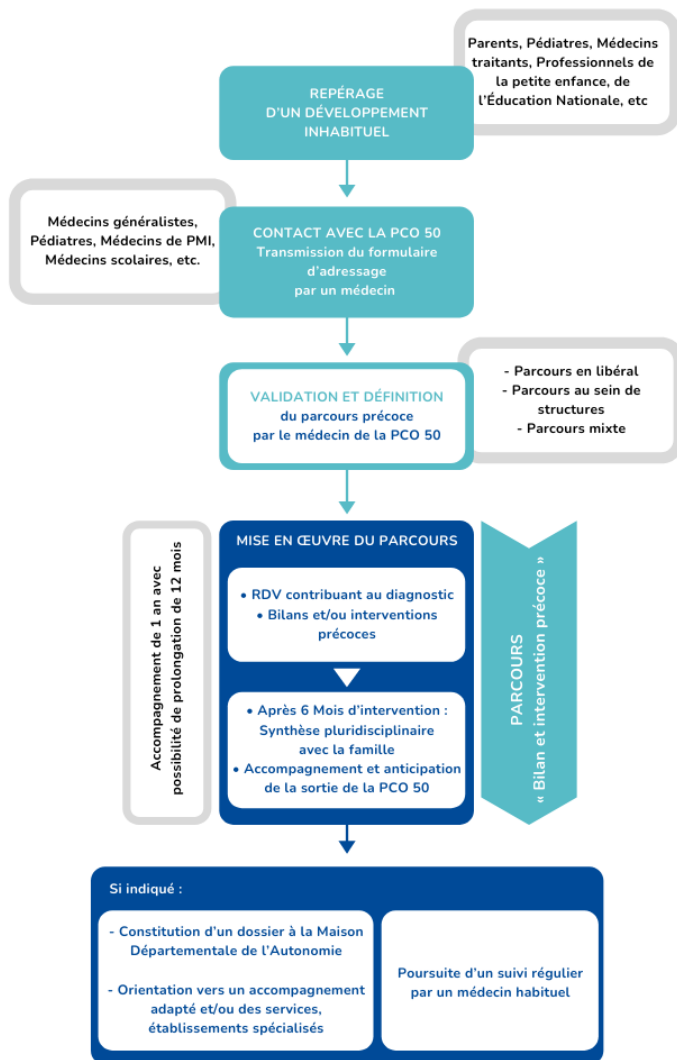 Parents, Pédiatres, Médecins
traitants, Professionnels de
la petite enfance, de
l'Éducation Nationale, etc
REPÉRAGE
D'UN DÉVELOPPEMENT
INHABITUEL
Médecins généralistes,
Pédiatres, Médecins de PMI,
Médecins scolaires, etc.
CONTACT AVEC LA PCO 50
Transmission du formulaire
d'adressage
par un médecin
VALIDATION ET DÉFINITION
du parcours précoce
par le médecin de la PCO 50
- Parcours en libéral
- Parcours au sein de
structures
- Parcours mixte
Accompagnement de 1 an avec
possibilité de prolongation de 12 mois
MISE EN ŒUVRE DU PARCOURS
• RDV contribuant au diagnostic
• Bilans et/ou interventions
précoces
• Après 6 Mois d'intervention :
Synthèse pluridisciplinaire
avec la famille
• Accompagnement et anticipation
de la sortie de la PCO 50
PARCOURS
« Bilan et intervention précoce »
Si indiqué :
- Constitution d'un dossier à la Maison
Départementale de l'Autonomie
- Orientation vers un accompagnement
adapté et/ou des services,
établissements spécialisés
Poursuite d'un suivi régulier
par un médecin habituel